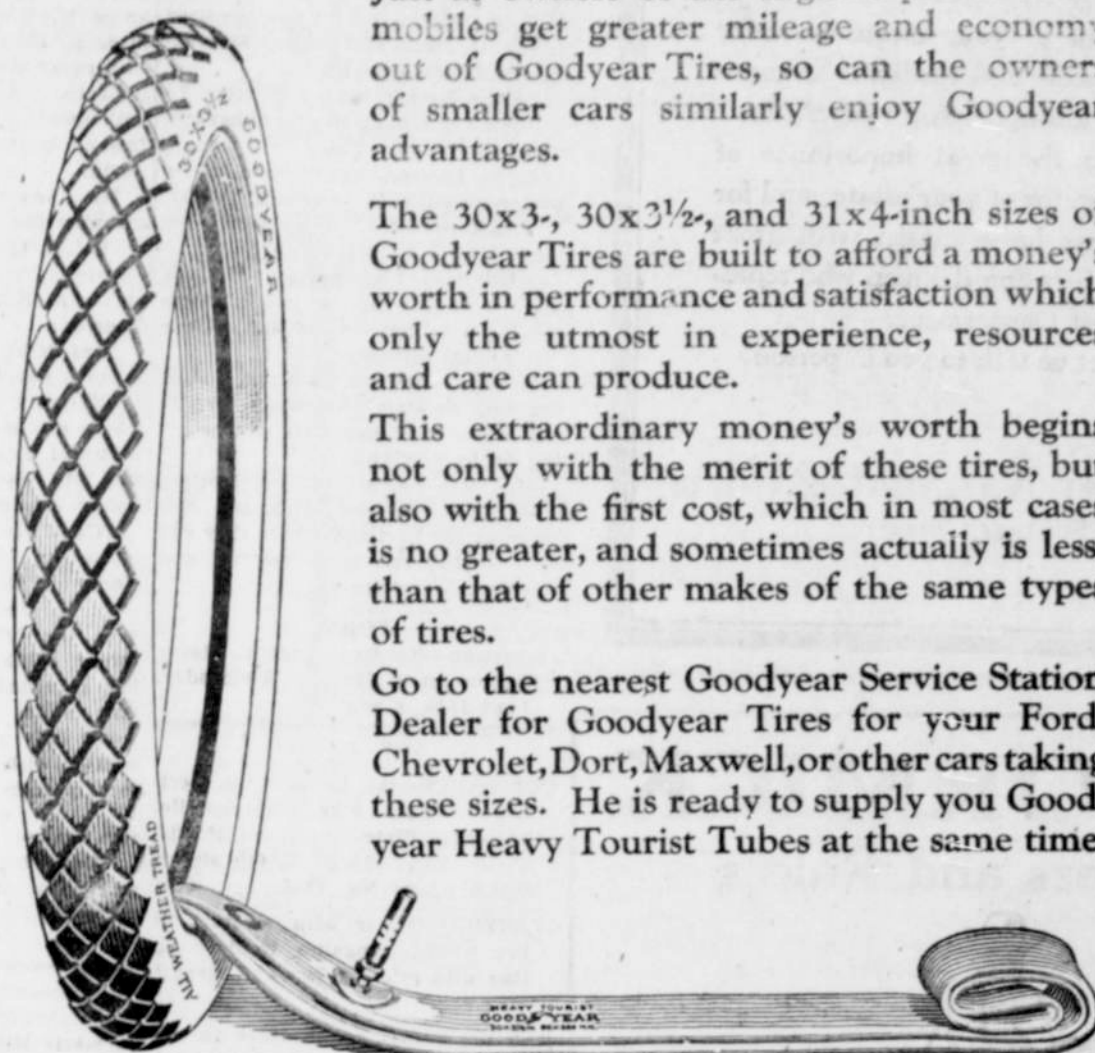 mobiles get greater mileage and economy
out of Goodyear Tires, so can the owner
of smaller cars similarly enjoy Goodyear
advantages.
The 30x3-, 30x3½-, and 31x4-inch sizes of
Goodyear Tires are built to afford a money's
worth in performance and satisfaction which
only the utmost in experience, resources
and care can produce.
This extraordinary money's worth begins
not only with the merit of these tires, but
also with the first cost, which in most cases
is no greater, and sometimes actually is less
than that of other makes of the same types
of tires.
Go to the nearest Goodyear Service Station
Dealer for Goodyear Tires for your Ford,
Chevrolet, Dort, Maxwell, or other cars taking
these sizes. He is ready to supply you Good
year Heavy Tourist Tubes at the same time
30X3½
GOODYEAR
ALL WEATHER TREAD
HEAVY TOURIST
GOODYEAR